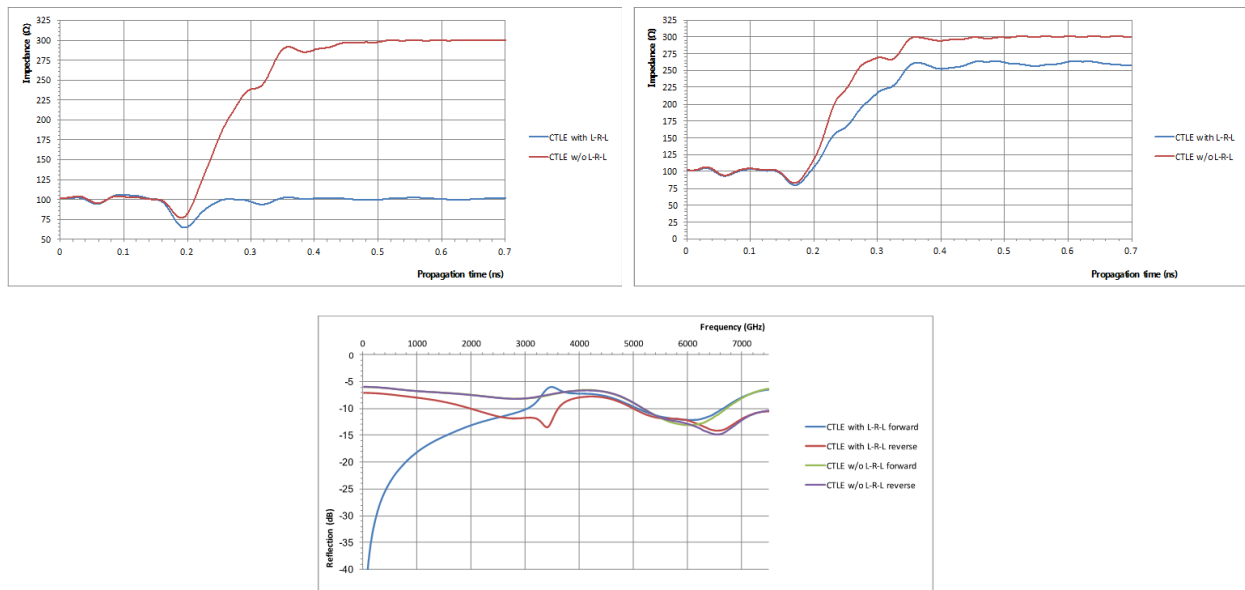 Impedance (Ω)
325
300
275
250
225
200
175
150
125
100
75
50
0 0.1 0.2 0.3 0.4 0.5 0.6 0.7
Propagation time (ns)
CTLE with L-R-L
CTLE w/o L-R-L
Impedance (Ω)
325
300
275
250
225
200
175
150
125
100
75
50
25
0
0 0.1 0.2 0.3 0.4 0.5 0.6 0.7
Propagation time (ns)
CTLE with L-R-L
CTLE w/o L-R-L
Frequency (GHz)
0 1000 2000 3000 4000 5000 6000 7000
0
-5
-10
-15
-20
-25
-30
-35
-40
Reflection (dB)
CTLE with L-R-L forward
CTLE with L-R-L reverse
CTLE w/o L-R-L forward
CTLE w/o L-R-L reverse